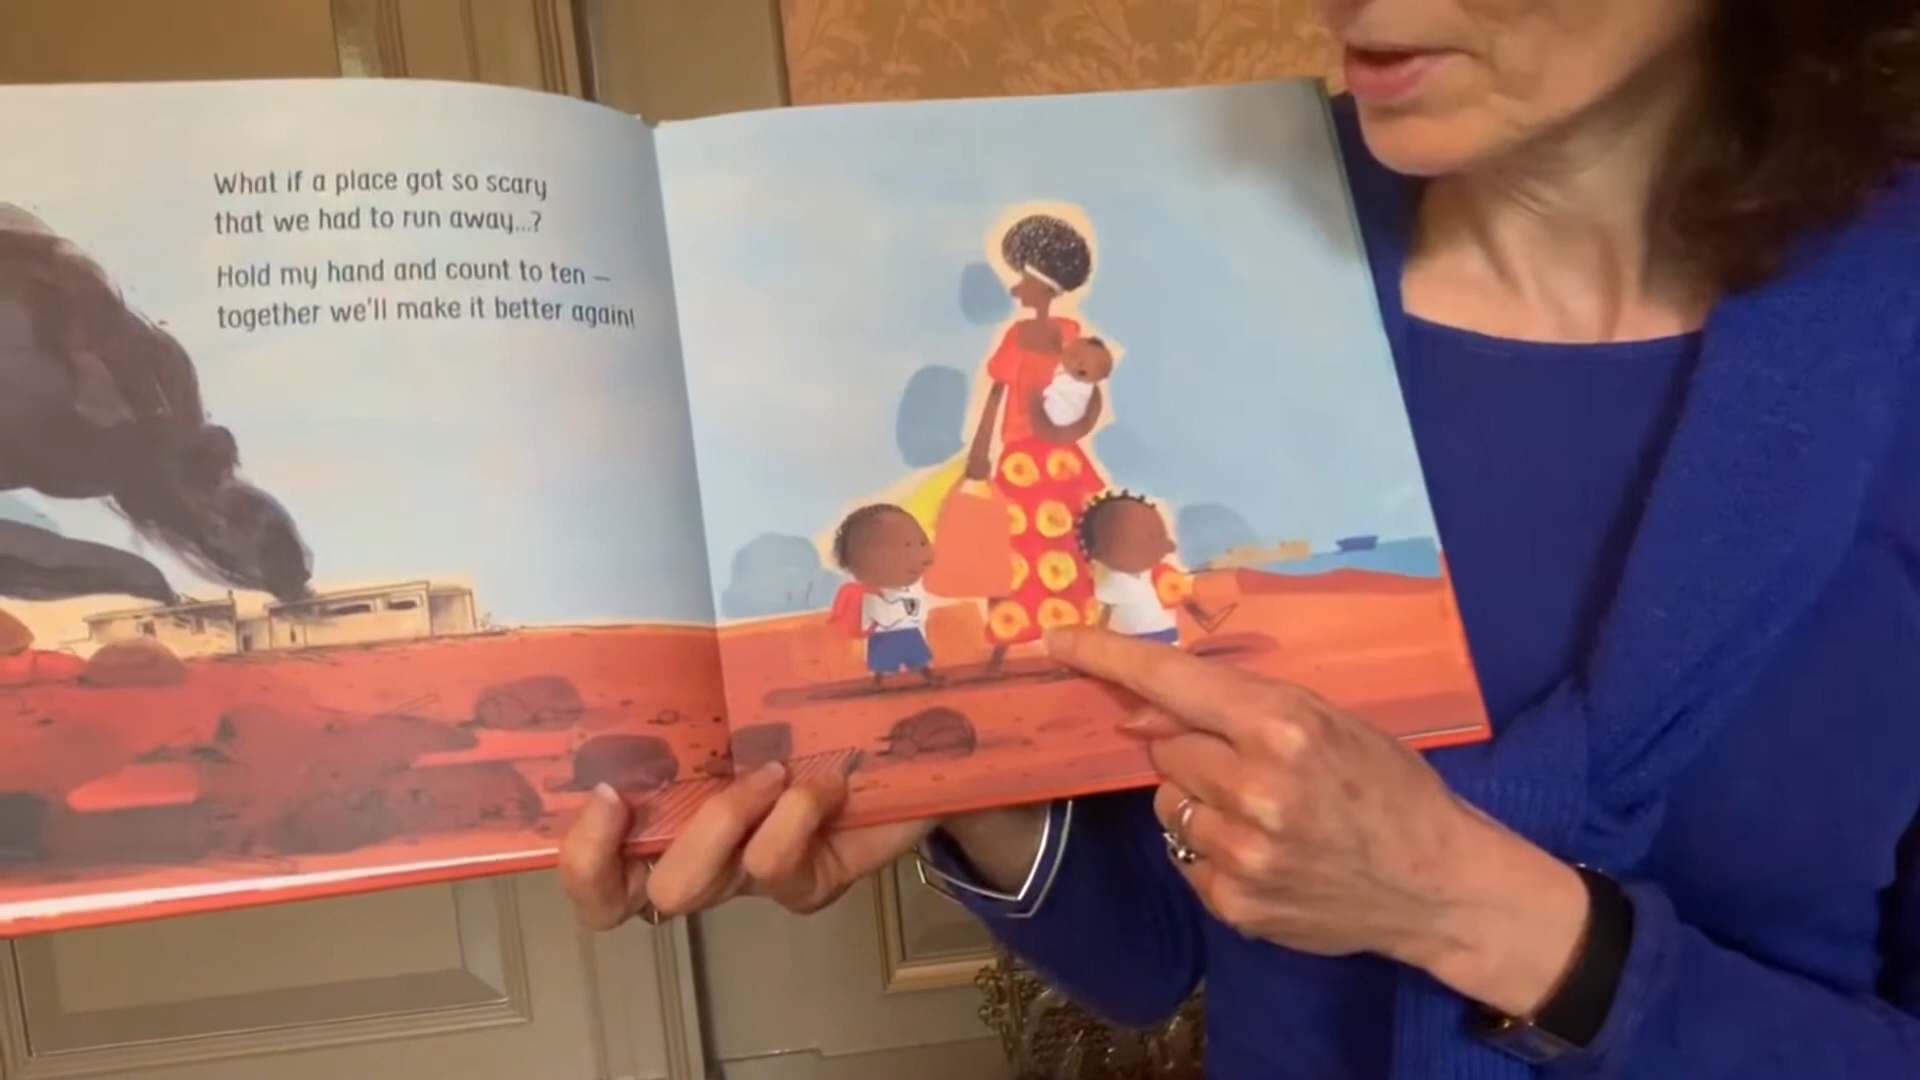 What if a place got so scary
that we had to run away...?
Hold my hand and count to ten –
together we'll make it better again!